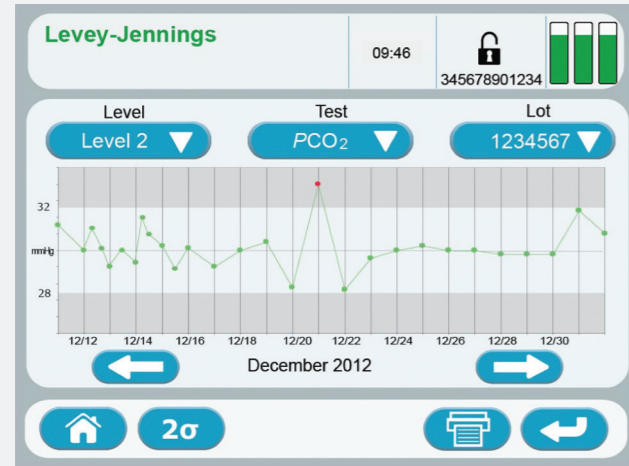 Levey-Jennings
09:46
345678901234
Level Test Lot
Level 2 PCO2 1234567
32
mmHg
28
12/12 12/14 12/16 12/18 12/20 12/22 12/24 12/26 12/28 12/30
December 2012
2σ